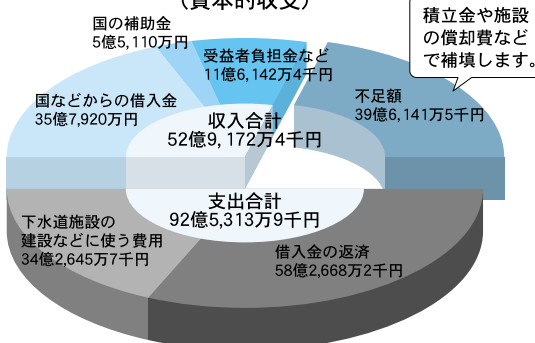 （資本的収支）
積立金や施設
の償却費など
で補填します。
国の補助金
5億5,110万円
受益者負担金など
11億6,142万4千円
国などからの借入金
35億7,920万円
不足額
39億6,141万5千円
収入合計
52億9,172万4千円
支出合計
92億5,313万9千円
下水道施設の
建設などに使う費用
34億2,645万7千円
借入金の返済
58億2,668万2千円